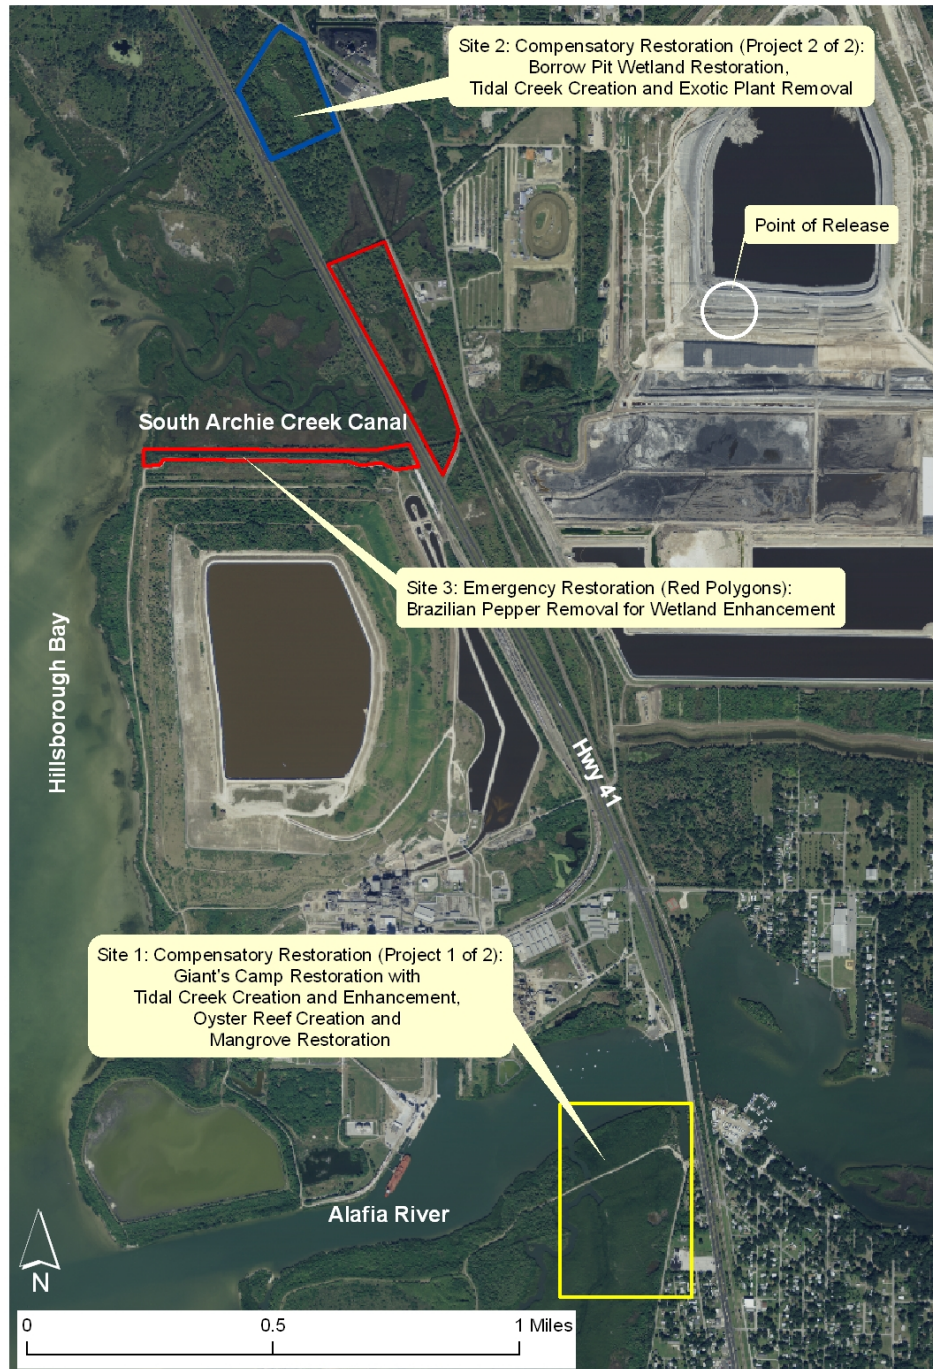 Site 2: Compensatory Restoration (Project 2 of 2):
Borrow Pit Wetland Restoration,
Tidal Creek Creation and Exotic Plant Removal
Point of Release
South Archie Creek Canal
Site 3: Emergency Restoration (Red Polygons):
Brazilian Pepper Removal for Wetland Enhancement
Hillsborough Bay
Hwy 41
Site 1: Compensatory Restoration (Project 1 of 2):
Giant's Camp Restoration with
Tidal Creek Creation and Enhancement,
Oyster Reef Creation and
Mangrove Restoration
Alafia River
N
0 0.5 1 Miles